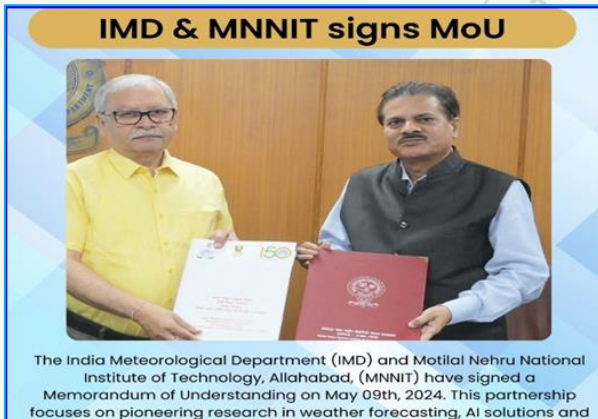 IMD & MNNIT signs MoU
DEPARTMENT
150
The India Meteorological Department (IMD) and Motilal Nehru National
Institute of Technology, Allahabad, (MNNIT) have signed a
Memorandum of Understanding on May 09th, 2024. This partnership
focuses on pioneering research in weather forecasting, AI solutions and